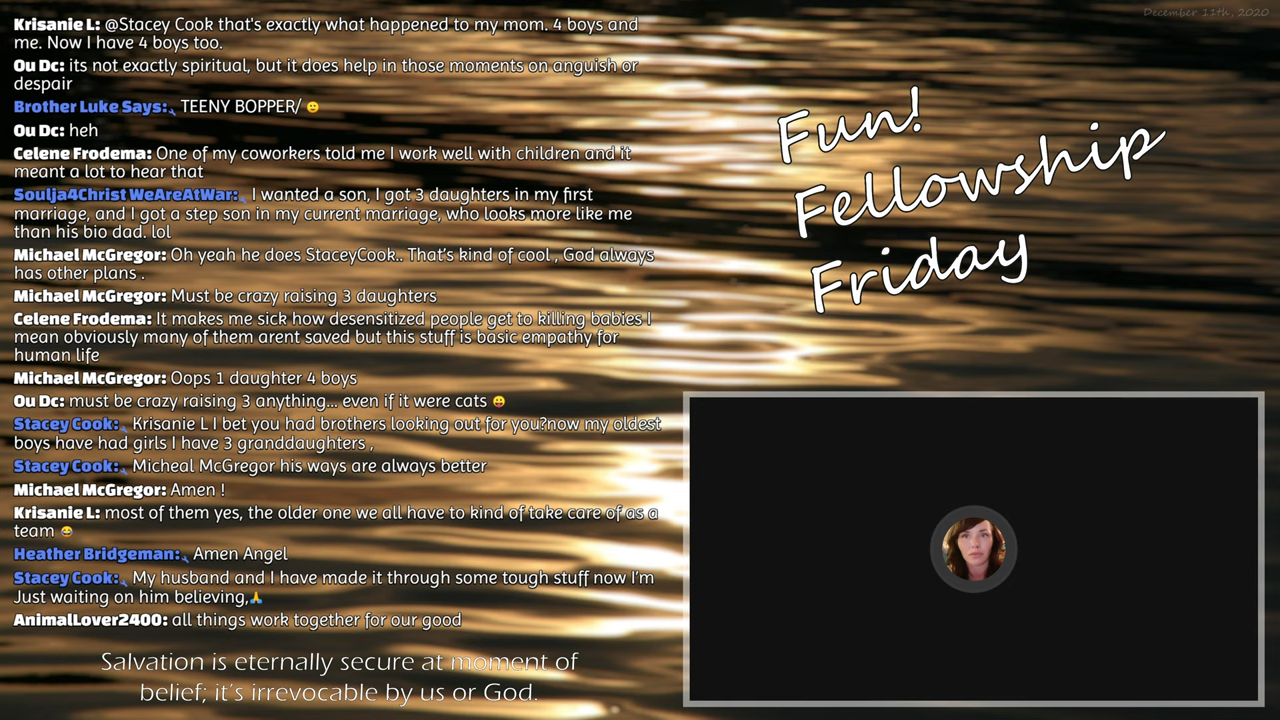 Krisanie L: @Stacey Cook that's exactly what happened to my mom. 4 boys and
me. Now I have 4 boys too.
Ou Dc: its not exactly spiritual, but it does help in those moments on anguish or
despair
Brother Luke Says: TEENY BOPPER/ 🙂
Ou Dc: heh
Celene Frodema: One of my coworkers told me I work well with children and it
meant a lot to hear that
Soulja4Christ WeAreAtWar: I wanted a son, I got 3 daughters in my first
marriage, and I got a step son in my current marriage, who looks more like me
than his bio dad. lol
Michael McGregor: Oh yeah he does StaceyCook.. That's kind of cool , God always
has other plans .
Michael McGregor: Must be crazy raising 3 daughters
Celene Frodema: It makes me sick how desensitized people get to killing babies I
mean obviously many of them arent saved but this stuff is basic empathy for
human life
Michael McGregor: Oops 1 daughter 4 boys
Ou Dc: must be crazy raising 3 anything... even if it were cats 😛
Stacey Cook: Krisanie L I bet you had brothers looking out for you?now my oldest
boys have had girls I have 3 granddaughters ,
Stacey Cook: Micheal McGregor his ways are always better
Michael McGregor: Amen !
Krisanie L: most of them yes, the older one we all have to kind of take care of as a
team 😂
Heather Bridgeman: Amen Angel
Stacey Cook: My husband and I have made it through some tough stuff now I'm
Just waiting on him believing,🙏
AnimalLover2400: all things work together for our good
Salvation is eternally secure at moment of
belief; it's irrevocable by us or God.
December 11th, 2020
Fun!
Fellowship
Friday